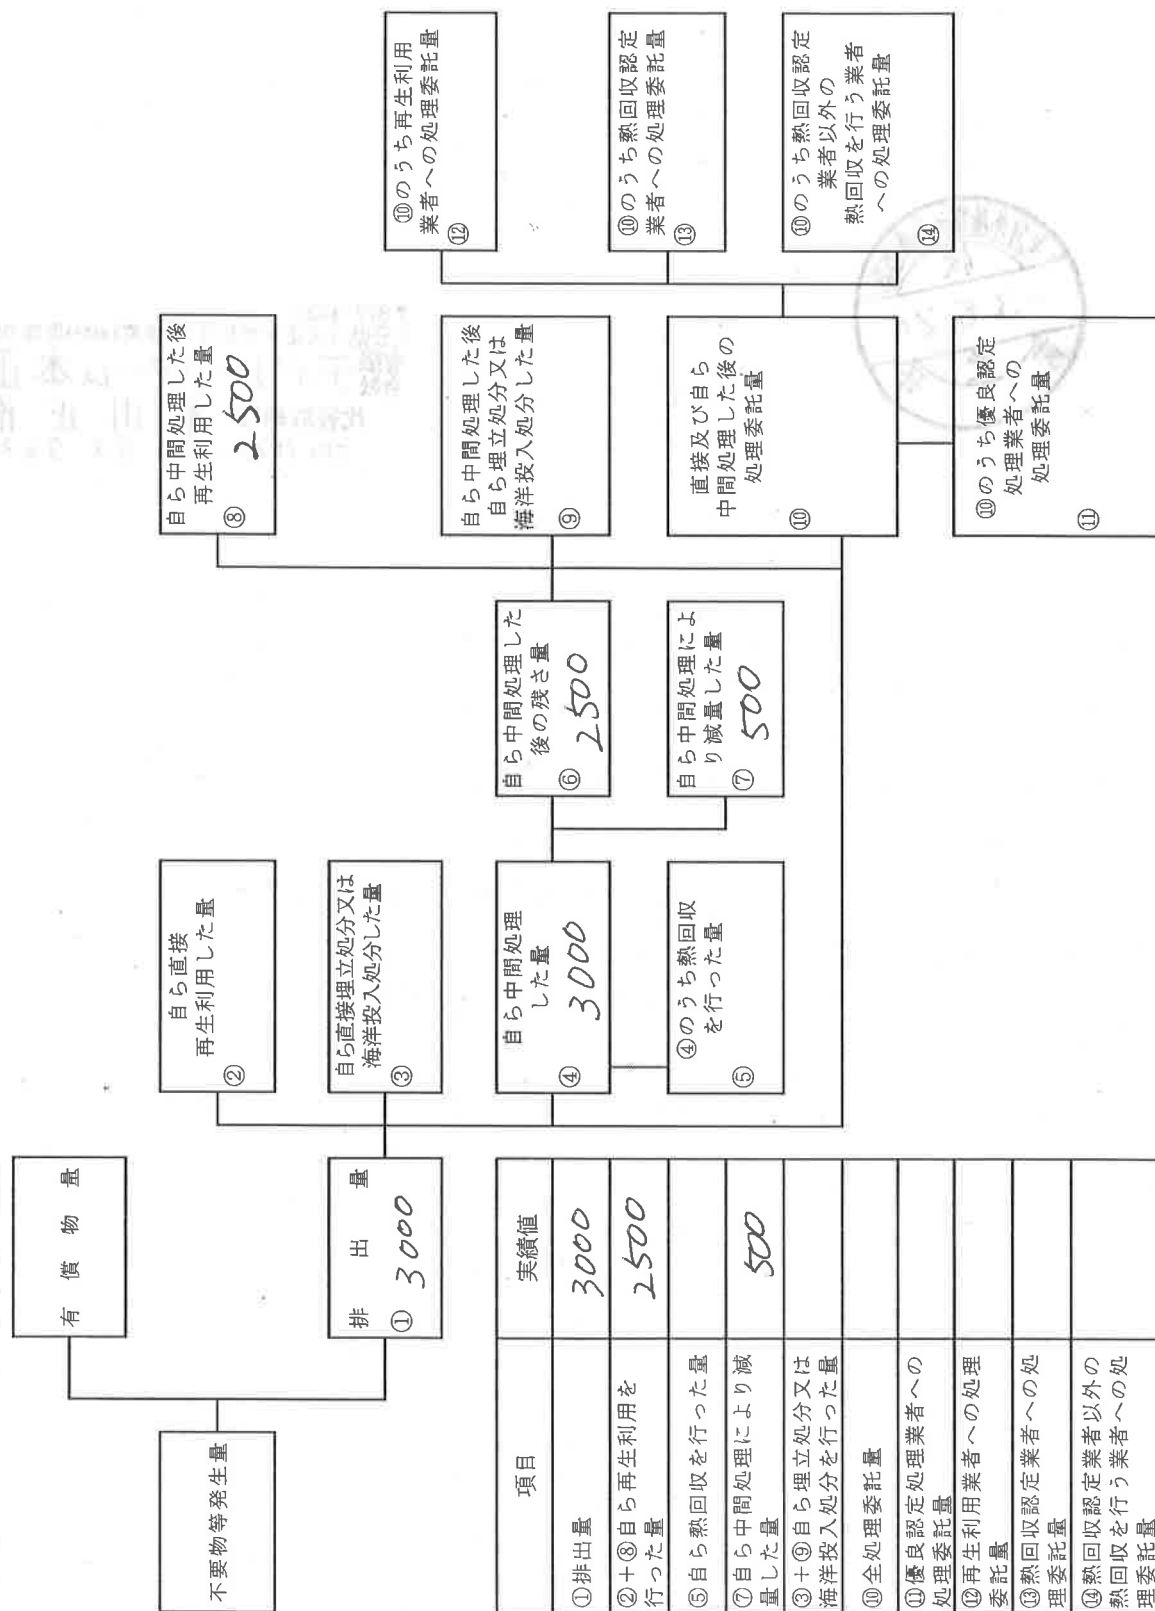 不要物等発生量
有償物量
排出量
① 3000
自ら直接
再生利用した量
②
自ら直接埋立処分又は
海洋投入処分した量
③
自ら中間処理
した量
④ 3000
④のうち熱回収
を行った量
⑤
自ら中間処理した
後の残さ量
⑥ 2500
自ら中間処理によ
り減量した量
⑦ 500
自ら中間処理した後
再生利用した量
⑧ 2500
自ら中間処理した後
自ら埋立処分又は
海洋投入処分した量
⑨
直接及び自ら
中間処理した後の
処理委託量
⑩
⑩のうち優良認定
処理業者への
処理委託量
⑪
⑩のうち再生利用
業者への処理委託量
⑫
⑩のうち熱回収認定
業者への処理委託量
⑬
⑩のうち熱回収認定
業者以外の
熱回収を行う業者
への処理委託量
⑭
項目 実績値
①排出量 3000
②+⑧自ら再生利用を
行った量 2500
⑤自ら熱回収を行った量
⑦自ら中間処理により減
量した量 500
③+⑨自ら埋立処分又は
海洋投入処分を行った量
⑩全処理委託量
⑪優良認定処理業者への
処理委託量
⑫再生利用業者への処理
委託量
⑬熱回収認定業者への処
理委託量
⑭熱回収認定業者以外の
熱回収を行う業者への処
理委託量